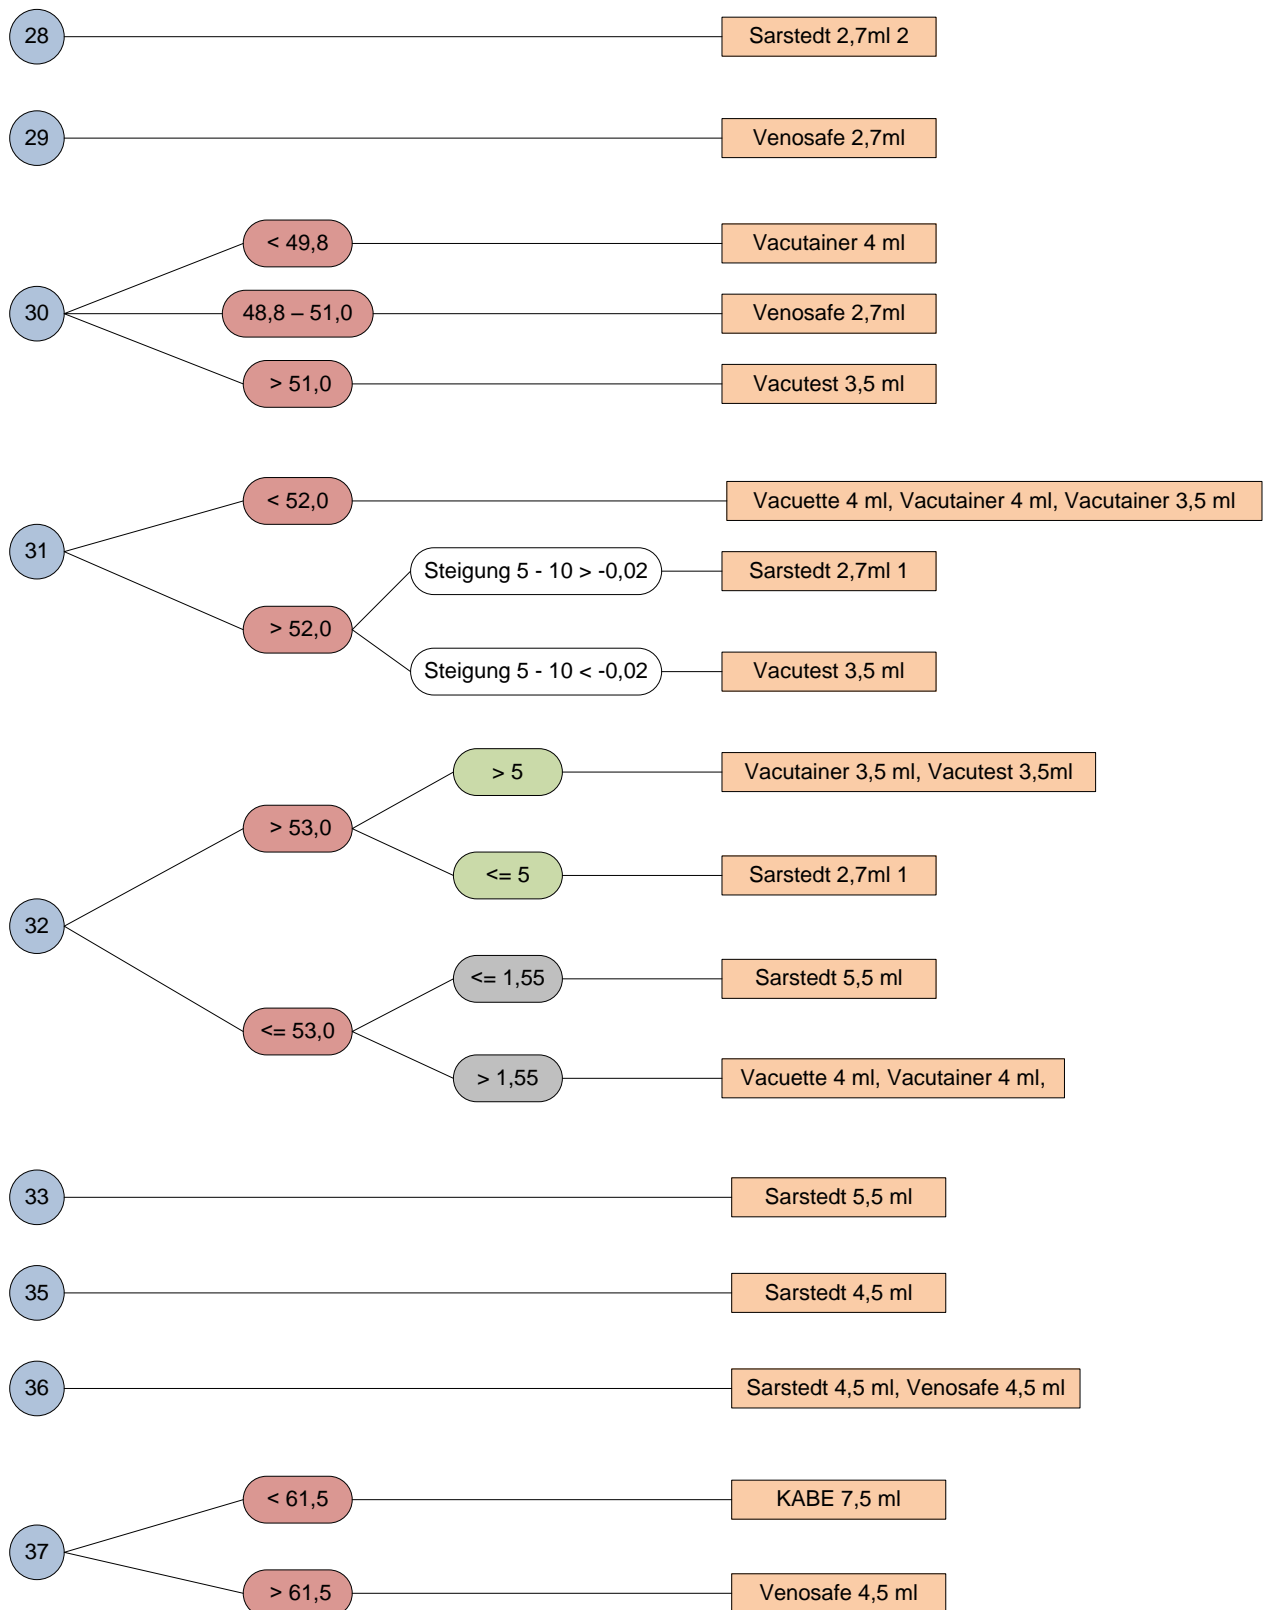 28
Sarstedt 2,7ml 2
29
Venosafe 2,7ml
30
< 49,8
Vacutainer 4 ml
48,8 – 51,0
Venosafe 2,7ml
> 51,0
Vacutest 3,5 ml
31
< 52,0
Vacuette 4 ml, Vacutainer 4 ml, Vacutainer 3,5 ml
> 52,0
Steigung 5 - 10 > -0,02
Sarstedt 2,7ml 1
Steigung 5 - 10 < -0,02
Vacutest 3,5 ml
32
> 53,0
> 5
Vacutainer 3,5 ml, Vacutest 3,5ml
<= 5
Sarstedt 2,7ml 1
<= 53,0
<= 1,55
Sarstedt 5,5 ml
> 1,55
Vacuette 4 ml, Vacutainer 4 ml,
33
Sarstedt 5,5 ml
35
Sarstedt 4,5 ml
36
Sarstedt 4,5 ml, Venosafe 4,5 ml
37
< 61,5
KABE 7,5 ml
> 61,5
Venosafe 4,5 ml